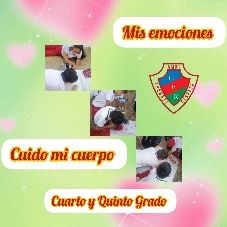 Mis emociones
Cuido mi cuerpo
Cuarto y Quinto Grado